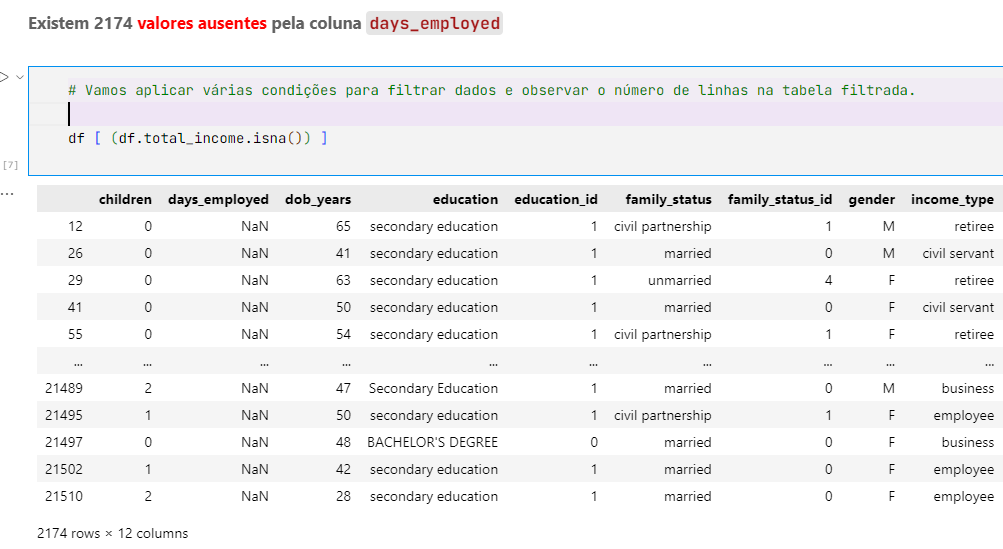 Existem 2174 valores ausentes pela coluna days_employed
# Vamos aplicar várias condições para filtrar dados e observar o número de linhas na tabela filtrada.
df [ (df.total_income.isna()) ]
[7]
...
children days_employed dob_years education education_id family_status family_status_id gender income_type
12 0 NaN 65 secondary education 1 civil partnership 1 M retiree
26 0 NaN 41 secondary education 1 married 0 M civil servant
29 0 NaN 63 secondary education 1 unmarried 4 F retiree
41 0 NaN 50 secondary education 1 married 0 F civil servant
55 0 NaN 54 secondary education 1 civil partnership 1 F retiree
... ... ... ... ... ... ... ... ... ...
21489 2 NaN 47 Secondary Education 1 married 0 M business
21495 1 NaN 50 secondary education 1 civil partnership 1 F employee
21497 0 NaN 48 BACHELOR'S DEGREE 0 married 0 F business
21502 1 NaN 42 secondary education 1 married 0 F employee
21510 2 NaN 28 secondary education 1 married 0 F employee
2174 rows × 12 columns